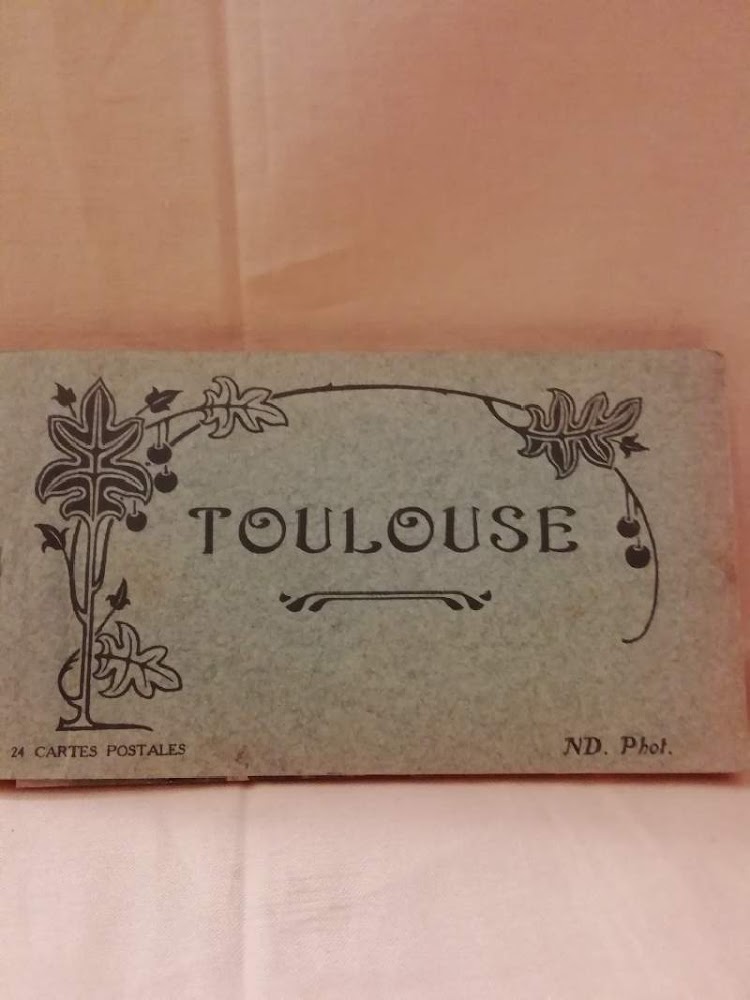 TOULOUSE
24 CARTES POSTALES
ND. Phot.